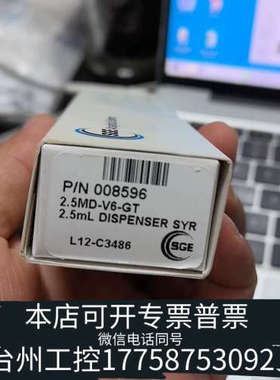 P/N 008596
2.5MD-V6-GT
2.5mL DISPENSER SYR
L12-C3486
SGE
本店可开专票普票
微信电话同号
台州工控17758753092